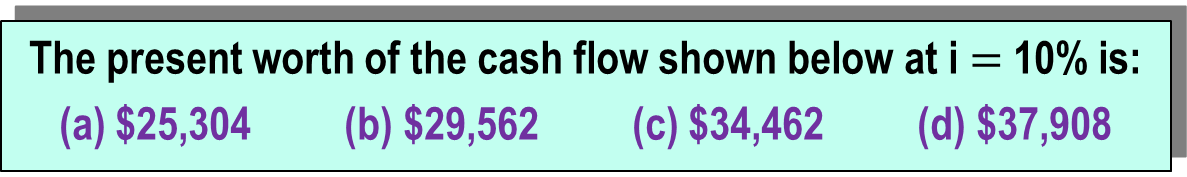 The present worth of the cash flow shown below at i = 10% is:
(a) $25,304 (b) $29,562 (c) $34,462 (d) $37,908